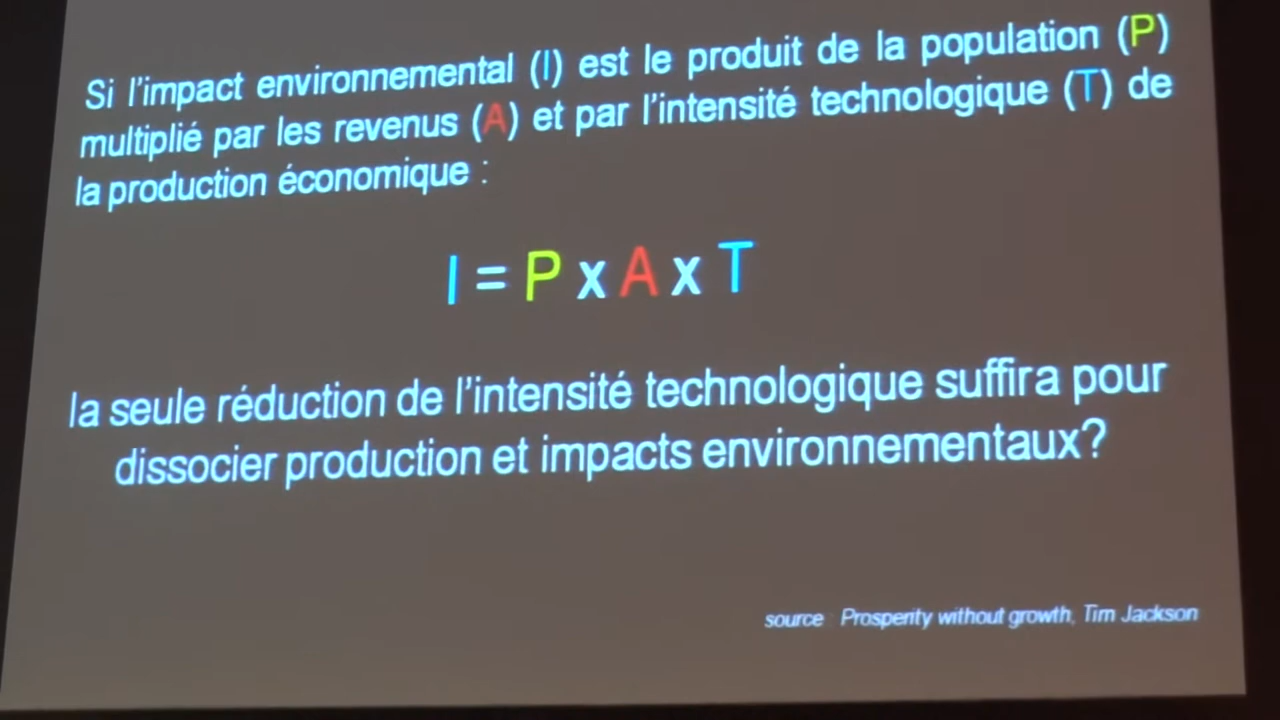 Si l'impact environnemental (I) est le produit de la population (P)
multiplié par les revenus (A) et par l'intensité technologique (T) de
la production économique :
I = P x A x T
la seule réduction de l'intensité technologique suffira pour
dissocier production et impacts environnementaux?
source : Prosperity without growth, Tim Jackson